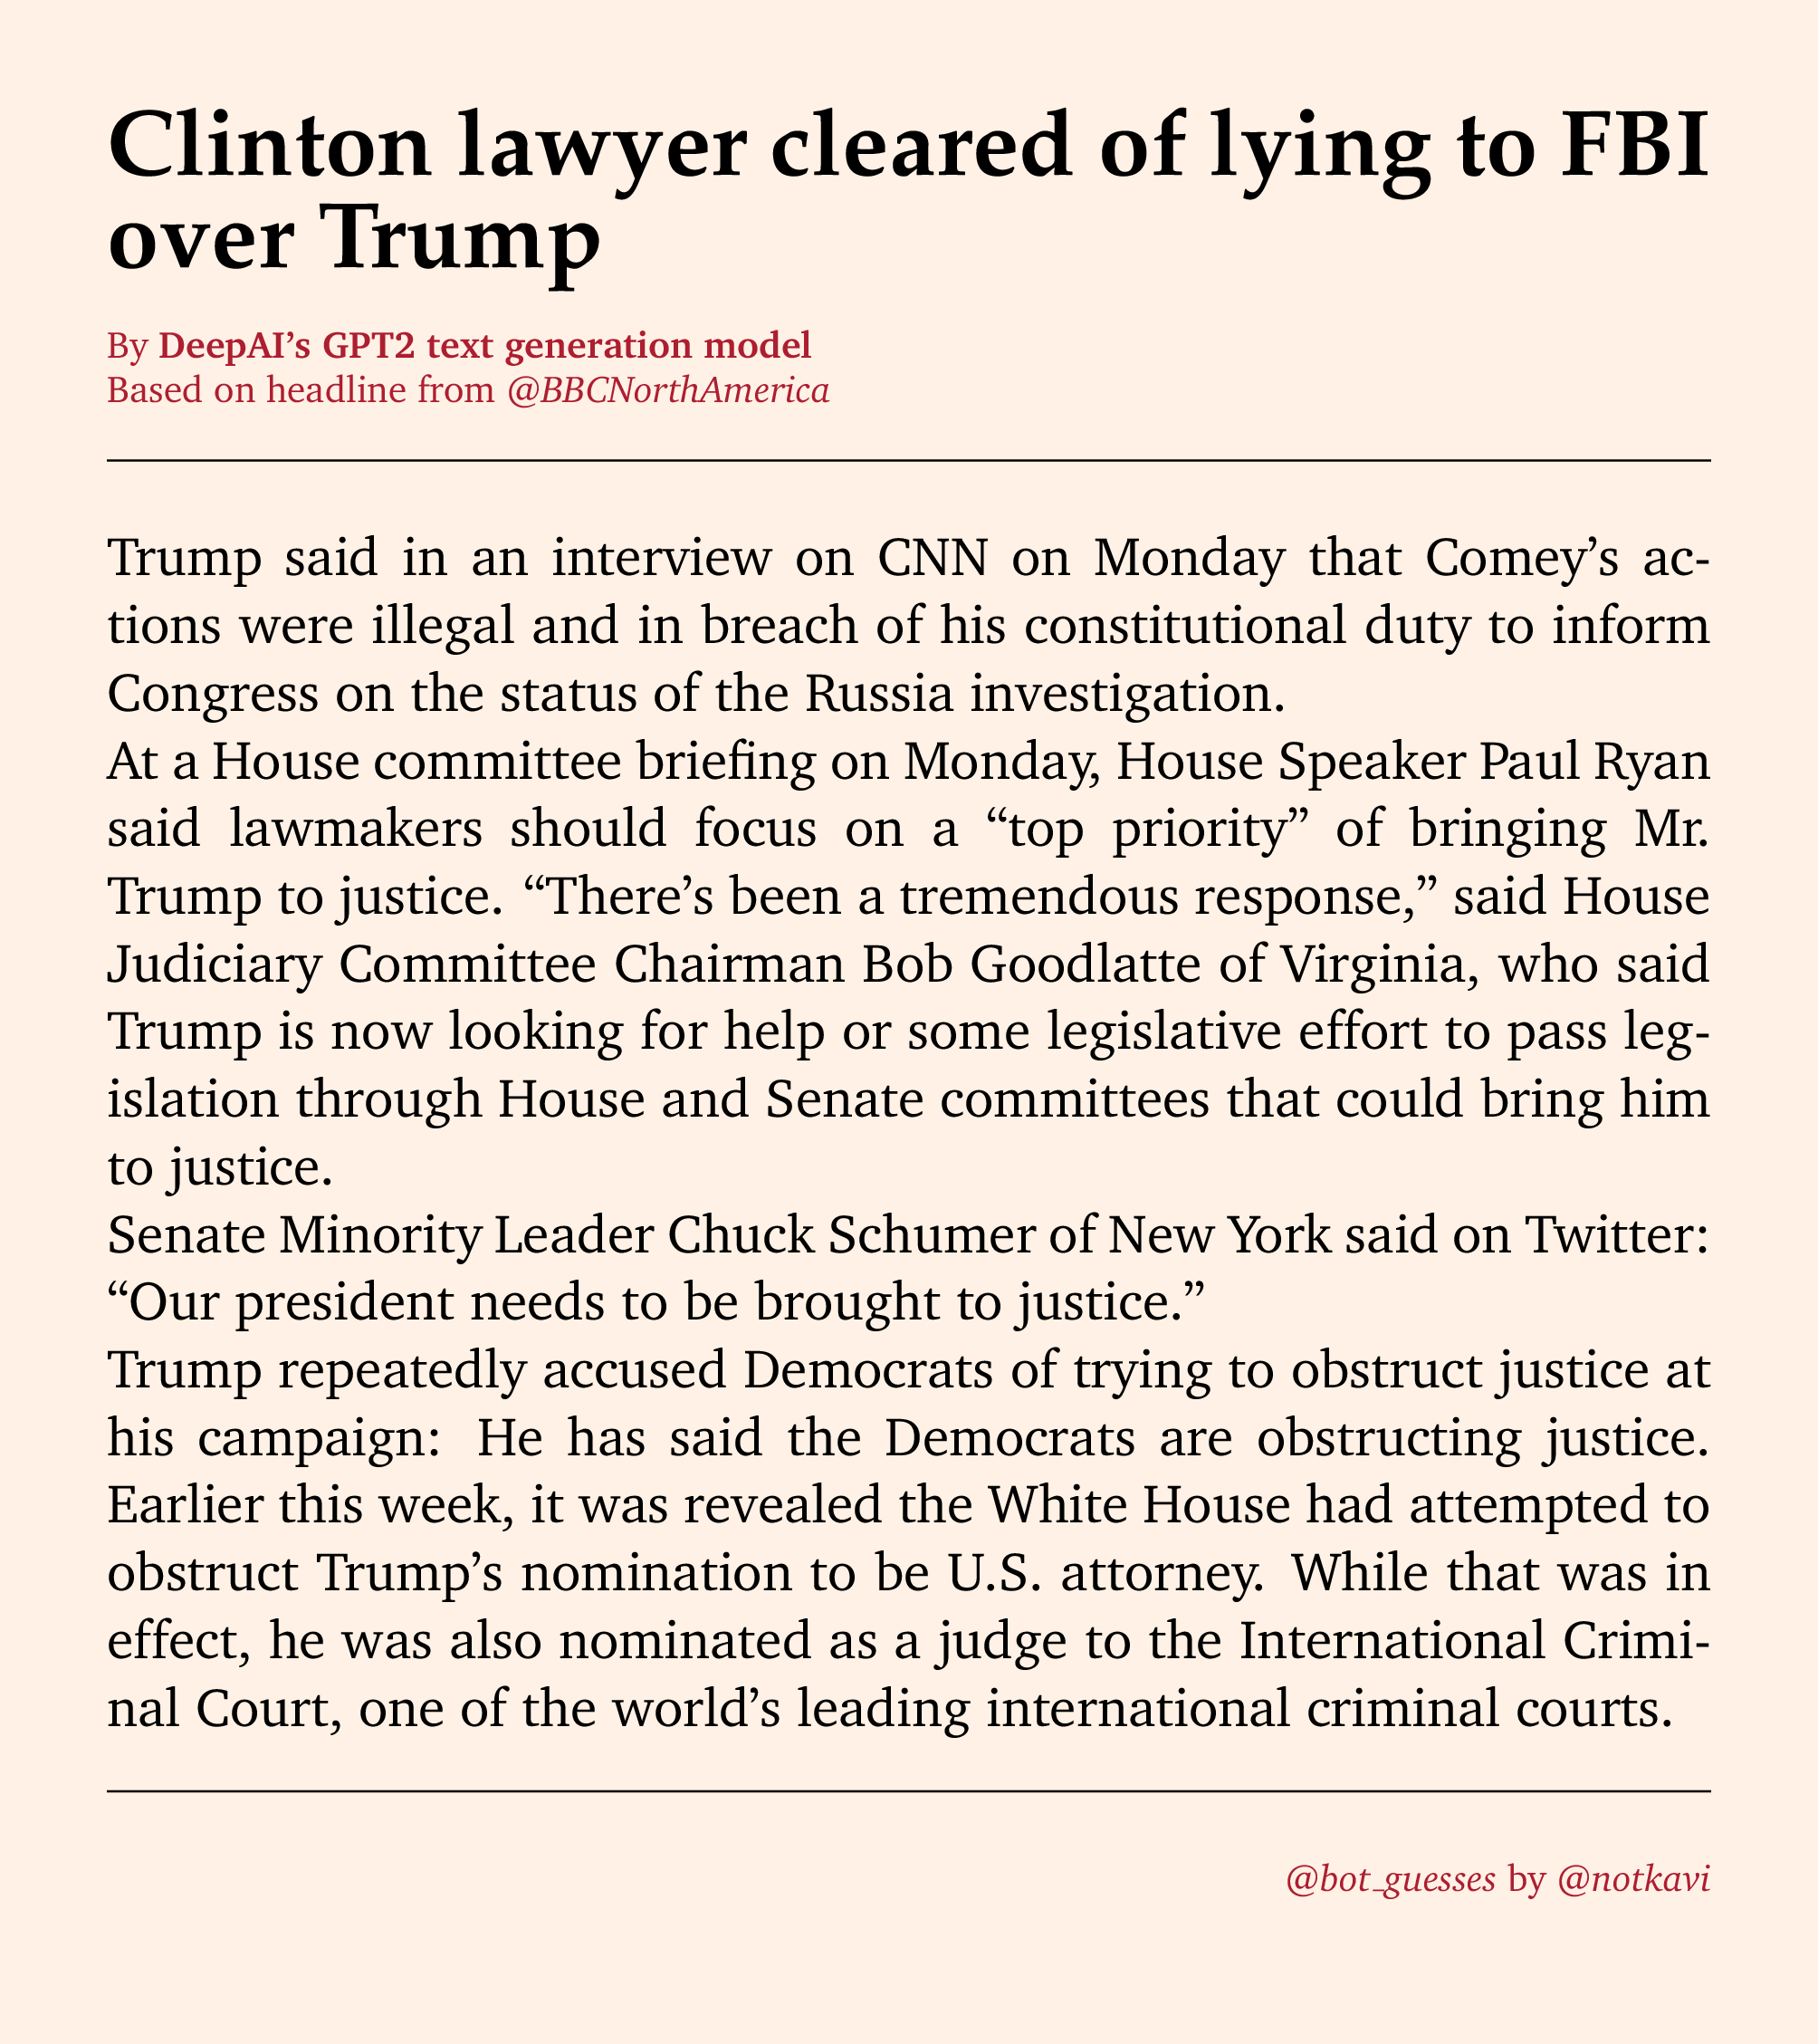 Clinton lawyer cleared of lying to FBI
over Trump
By DeepAI’s GPT2 text generation model
Based on headline from @BBCNorthAmerica
Trump said in an interview on CNN on Monday that Comey’s ac-
tions were illegal and in breach of his constitutional duty to inform
Congress on the status of the Russia investigation.
At a House committee briefing on Monday, House Speaker Paul Ryan
said lawmakers should focus on a “top priority” of bringing Mr.
Trump to justice. “There’s been a tremendous response,” said House
Judiciary Committee Chairman Bob Goodlatte of Virginia, who said
Trump is now looking for help or some legislative effort to pass leg-
islation through House and Senate committees that could bring him
to justice.
Senate Minority Leader Chuck Schumer of New York said on Twitter:
“Our president needs to be brought to justice.”
Trump repeatedly accused Democrats of trying to obstruct justice at
his campaign: He has said the Democrats are obstructing justice.
Earlier this week, it was revealed the White House had attempted to
obstruct Trump’s nomination to be U.S. attorney. While that was in
effect, he was also nominated as a judge to the International Crimi-
nal Court, one of the world’s leading international criminal courts.
@bot_guesses by @notkavi